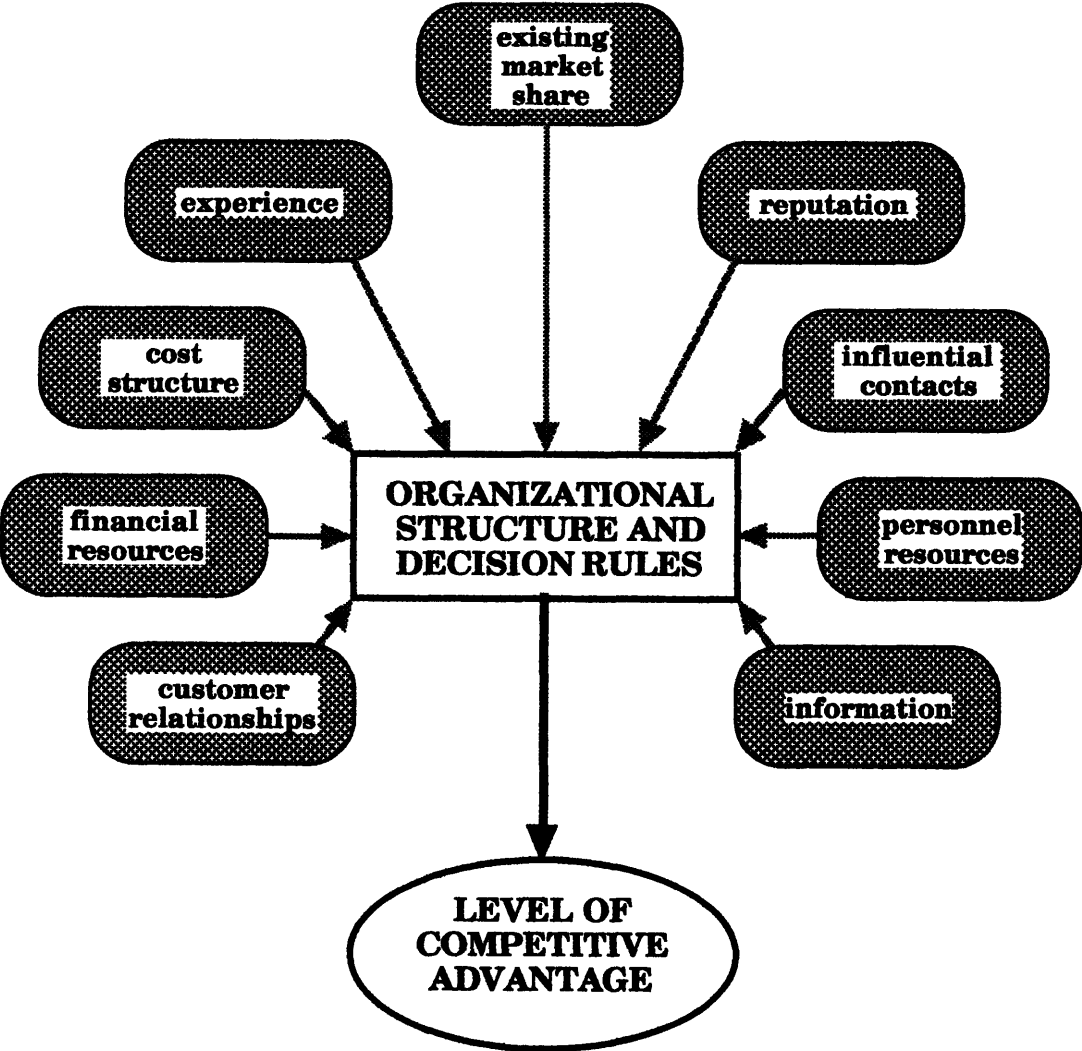 existing
market
share
experience
reputation
cost
structure
influential
contacts
ORGANIZATIONAL
STRUCTURE AND
DECISION RULES
financial
resources
personnel
resources
customer
relationships
information
LEVEL OF
COMPETITIVE
ADVANTAGE